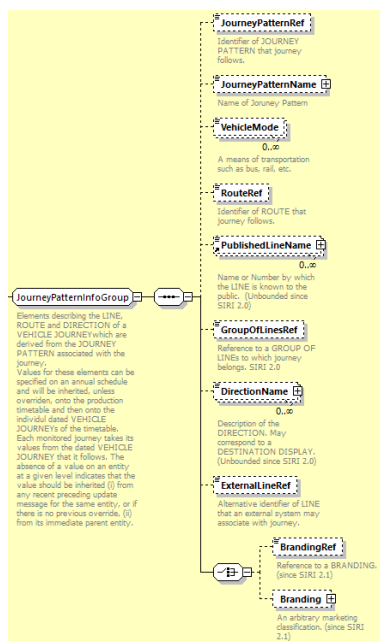 JourneyPatternRef
Identifier of JOURNEY
PATTERN that journey
follows.
JourneyPatternName
Name of Joruney Pattern
VehicleMode
0..∞
A means of transportation
such as bus, rail, etc.
RouteRef
Identifier of ROUTE that
journey follows.
PublishedLineName
0..∞
Name or Number by which
the LINE is known to the
public. (Unbounded since
SIRI 2.0)
JourneyPatternInfoGroup
Elements describing the LINE,
ROUTE and DIRECTION of a
VEHICLE JOURNEYwhich are
derived from the JOURNEY
PATTERN associated with the
journey.
Values for these elements can be
specified on an annual schedule
and will be inherited, unless
overriden, onto the production
timetable and then onto the
individul dated VEHICLE
JOURNEYs of the timetable.
Each monitored journey takes its
values from the dated VEHICLE
JOURNEY that it follows. The
absence of a value on an entity
at a given level indicates that the
value should be inherited (i) from
any recent preceding update
message for the same entity, or if
there is no previous override, (ii)
from its immediate parent entity.
GroupOfLinesRef
Reference to a GROUP OF
LINEs to which journey
belongs. SIRI 2.0
DirectionName
0..∞
Description of the
DIRECTION. May
correspond to a
DESTINATION DISPLAY.
(Unbounded since SIRI 2.0)
ExternalLineRef
Alternative identifier of LINE
that an external system may
associate with journey.
BrandingRef
Reference to a BRANDING.
(since SIRI 2.1)
Branding
An arbitrary marketing
classification. (since SIRI
2.1)